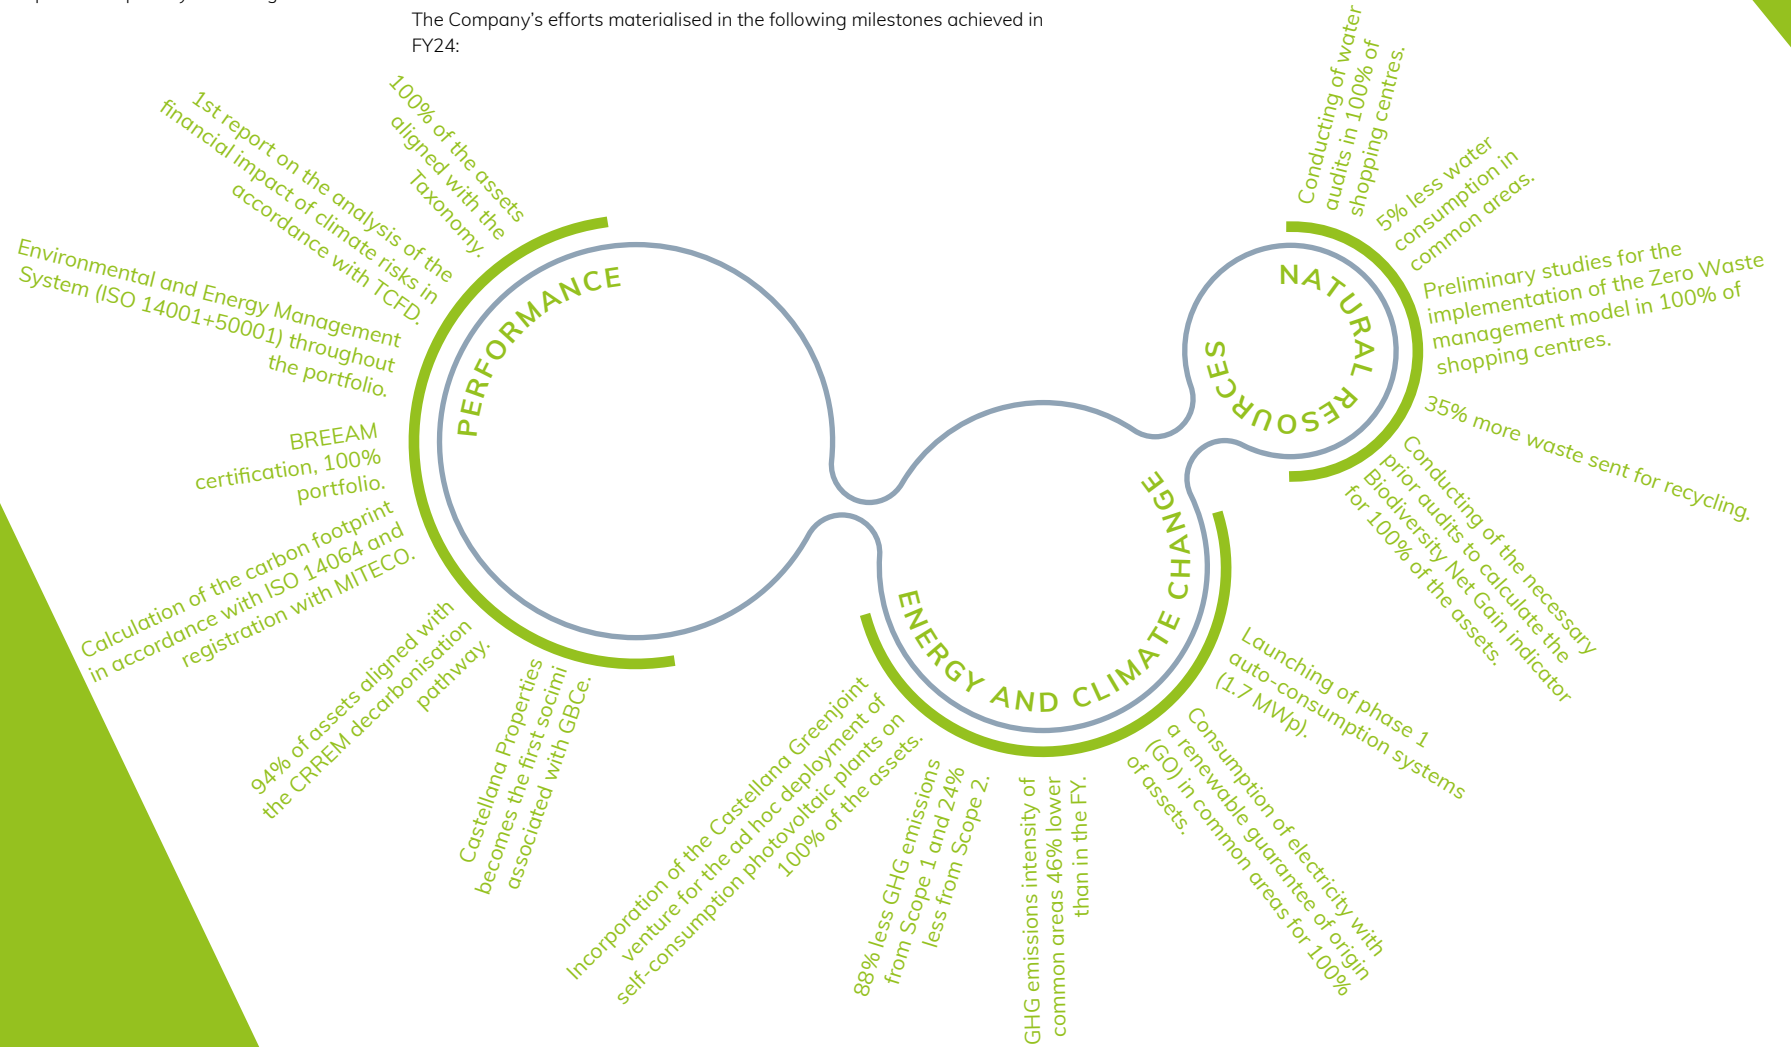 The Company's efforts materialised in the following milestones achieved in
FY24:
PERFORMANCE
100% of the assets
aligned with the
Taxonomy.
1st report on the analysis of the
financial impact of climate risks in
accordance with TCFD.
Environmental and Energy Management
System (ISO 14001+50001) throughout
the portfolio.
BREEAM
certification, 100%
portfolio.
Calculation of the carbon footprint
in accordance with ISO 14064 and
registration with MITECO.
94% of assets aligned with
the CRREM decarbonisation
pathway.
Castellana Properties
becomes the first socimi
associated with GBCe.
ENERGY AND CLIMATE CHANGE
Incorporation of the Castellana Greenjoint
venture for the ad hoc deployment of
self-consumption photovoltaic plants on
100% of the assets.
88% less GHG emissions
from Scope 1 and 24%
less from Scope 2.
GHG emissions intensity of
common areas 46% lower
than in the FY.
Consumption of electricity with
a renewable guarantee of origin
(GO) in common areas for 100%
of assets.
Launching of phase 1
auto-consumption systems
(1.7 MWp).
NATURAL RESOURCES
Conducting of water
audits in 100% of
shopping centres.
5% less water
consumption in
common areas.
Preliminary studies for the
implementation of the Zero Waste
management model in 100% of
shopping centres.
35% more waste sent for recycling.
Conducting of the necessary
prior audits to calculate the
Biodiversity Net Gain indicator
for 100% of the assets.